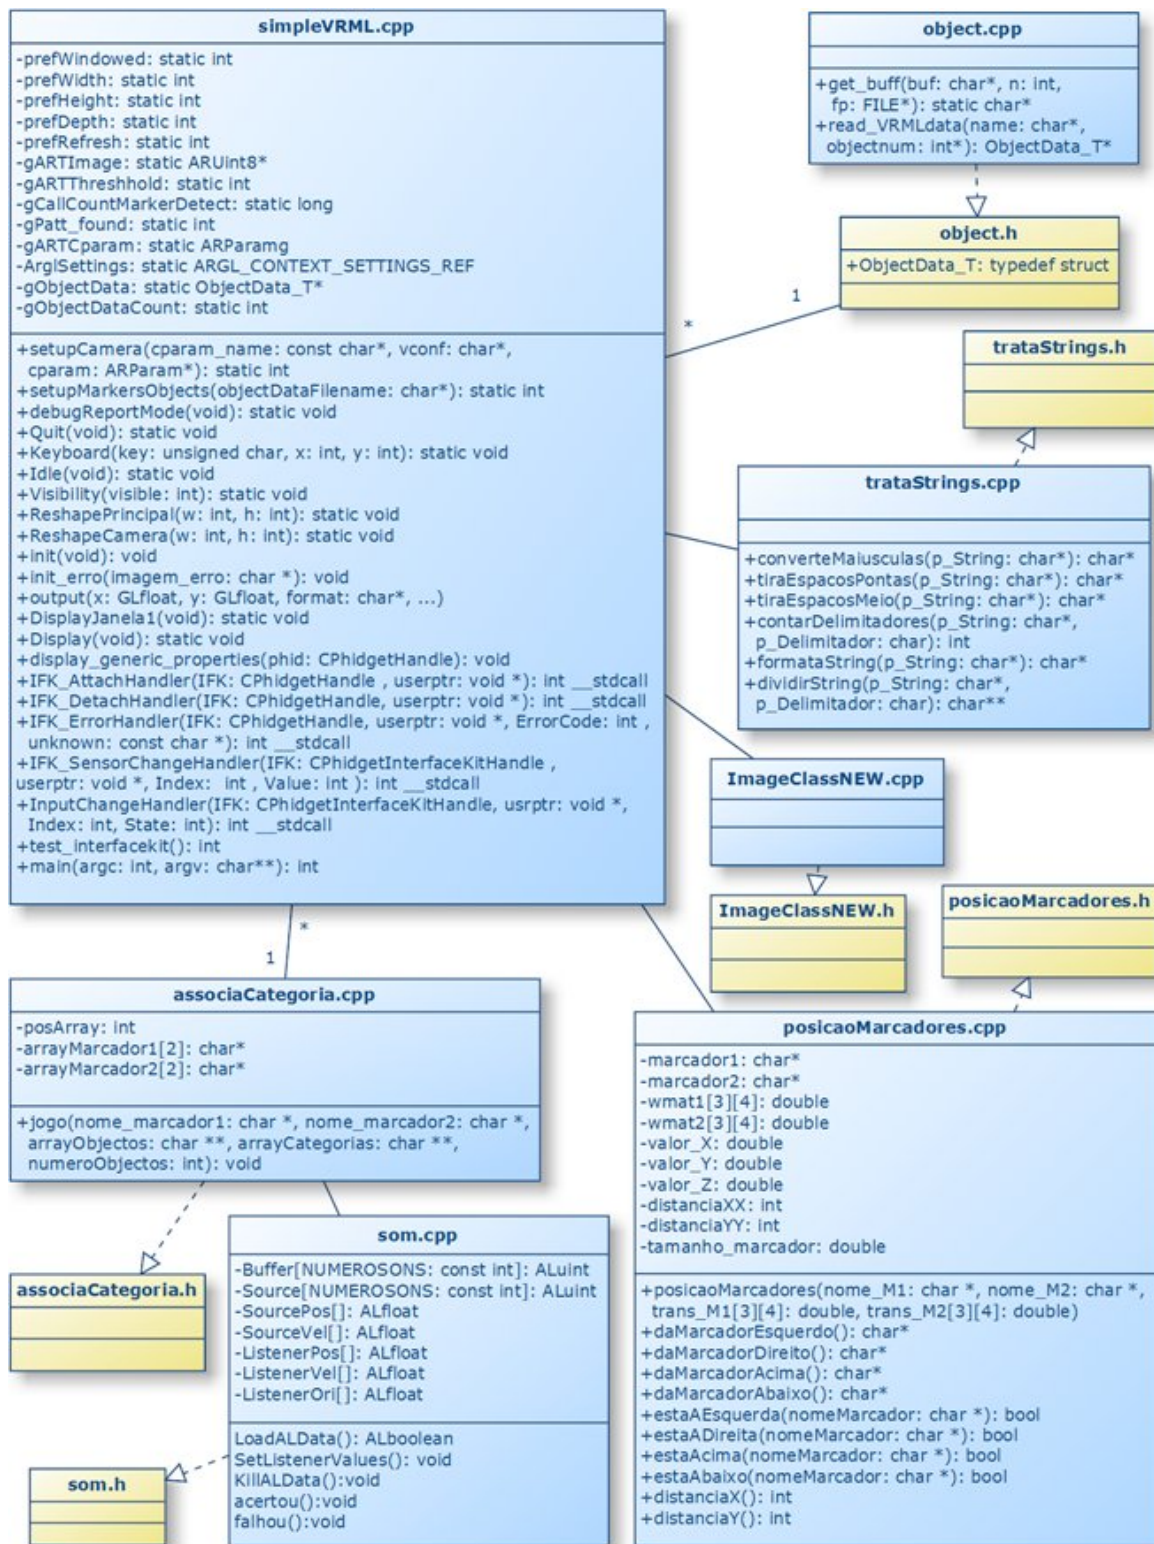 simpleVRML.cpp
-prefWindowed: static int
-prefWidth: static int
-prefHeight: static int
-prefDepth: static int
-prefRefresh: static int
-gARTImage: static ARUint8*
-gARTThreshhold: static int
-gCallCountMarkerDetect: static long
-gPatt_found: static int
-gARTCparam: static ARParamg
-ArglSettings: static ARGL_CONTEXT_SETTINGS_REF
-gObjectData: static ObjectData_T*
-gObjectDataCount: static int
+setupCamera(cparam_name: const char*, vconf: char*,
cparam: ARParam*): static int
+setupMarkersObjects(objectDataFilename: char*): static int
+debugReportMode(void): static void
+Quit(void): static void
+Keyboard(key: unsigned char, x: int, y: int): static void
+Idle(void): static void
+Visibility(visible: int): static void
+ReshapePrincipal(w: int, h: int): static void
+ReshapeCamera(w: int, h: int): static void
+init(void): void
+init_erro(imagem_erro: char *): void
+output(x: GLfloat, y: GLfloat, format: char*, ...)
+DisplayJanela1(void): static void
+Display(void): static void
+display_generic_properties(phid: CPhidgetHandle): void
+IFK_AttachHandler(IFK: CPhidgetHandle , userptr: void *): int __stdcall
+IFK_DetachHandler(IFK: CPhidgetHandle, userptr: void *): int __stdcall
+IFK_ErrorHandler(IFK: CPhidgetHandle, userptr: void *, ErrorCode: int ,
unknown: const char *): int __stdcall
+IFK_SensorChangeHandler(IFK: CPhidgetInterfaceKitHandle ,
userptr: void *, Index: int , Value: int ): int __stdcall
+InputChangeHandler(IFK: CPhidgetInterfaceKitHandle, usrptr: void *,
Index: int, State: int): int __stdcall
+test_interfacekit(): int
+main(argc: int, argv: char**): int
object.cpp
+get_buff(buf: char*, n: int,
fp: FILE*): static char*
+read_VRMLdata(name: char*,
objectnum: int*): ObjectData_T*
object.h
+ObjectData_T: typedef struct
1
*
trataStrings.h
trataStrings.cpp
+converteMaiusculas(p_String: char*): char*
+tiraEspacosPontas(p_String: char*): char*
+tiraEspacosMeio(p_String: char*): char*
+contarDelimitadores(p_String: char*,
p_Delimitador: char): int
+formataString(p_String: char*): char*
+dividirString(p_String: char*,
p_Delimitador: char): char**
ImageClassNEW.cpp
ImageClassNEW.h
posicaoMarcadores.h
*
1
associaCategoria.cpp
-posArray: int
-arrayMarcador1[2]: char*
-arrayMarcador2[2]: char*
+jogo(nome_marcador1: char *, nome_marcador2: char *,
arrayObjectos: char **, arrayCategorias: char **,
numeroObjectos: int): void
associaCategoria.h
som.cpp
-Buffer[NUMEROSONS: const int]: ALuint
-Source[NUMEROSONS: const int]: ALuint
-SourcePos[]: ALfloat
-SourceVel[]: ALfloat
-ListenerPos[]: ALfloat
-ListenerVel[]: ALfloat
-ListenerOri[]: ALfloat
LoadALData(): ALboolean
SetListenerValues(): void
KillALData():void
acertou():void
falhou():void
som.h
posicaoMarcadores.cpp
-marcador1: char*
-marcador2: char*
-wmat1[3][4]: double
-wmat2[3][4]: double
-valor_X: double
-valor_Y: double
-valor_Z: double
-distanciaXX: int
-distanciaYY: int
-tamanho_marcador: double
+posicaoMarcadores(nome_M1: char *, nome_M2: char *,
trans_M1[3][4]: double, trans_M2[3][4]: double)
+daMarcadorEsquerdo(): char*
+daMarcadorDireito(): char*
+daMarcadorAcima(): char*
+daMarcadorAbaixo(): char*
+estaAEsquerda(nomeMarcador: char *): bool
+estaADireita(nomeMarcador: char *): bool
+estaAcima(nomeMarcador: char *): bool
+estaAbaixo(nomeMarcador: char *): bool
+distanciaX(): int
+distanciaY(): int